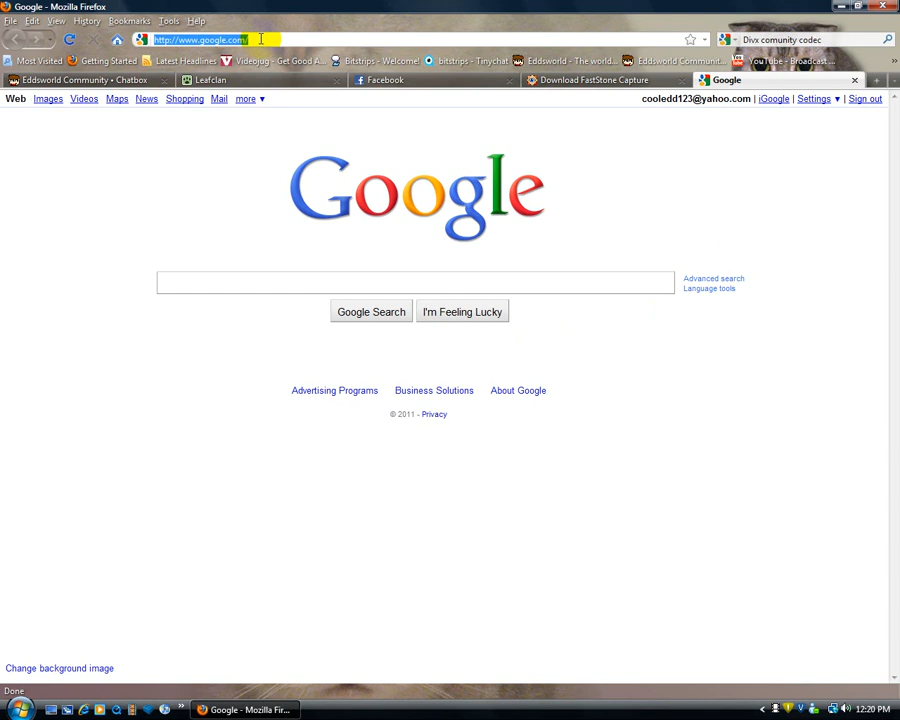 Google - Mozilla Firefox
File Edit View History Bookmarks Tools Help
http://www.google.com/
Divx comunity codec
Most Visited Getting Started Latest Headlines Videojug - Get Good A... Bitstrips - Welcome! bitstrips - Tinychat Eddsworld - The world... Eddsworld Communit... YouTube - Broadcast ...
Eddsworld Community • Chatbox Leafclan Facebook Download FastStone Capture Google
Web Images Videos Maps News Shopping Mail more ▼ cooledd123@yahoo.com | iGoogle | Settings ▼ | Sign out
Google
Advanced search
Language tools
Google Search I'm Feeling Lucky
Advertising Programs Business Solutions About Google
© 2011 - Privacy
Change background image
Done
Google - Mozilla Fir... 12:20 PM